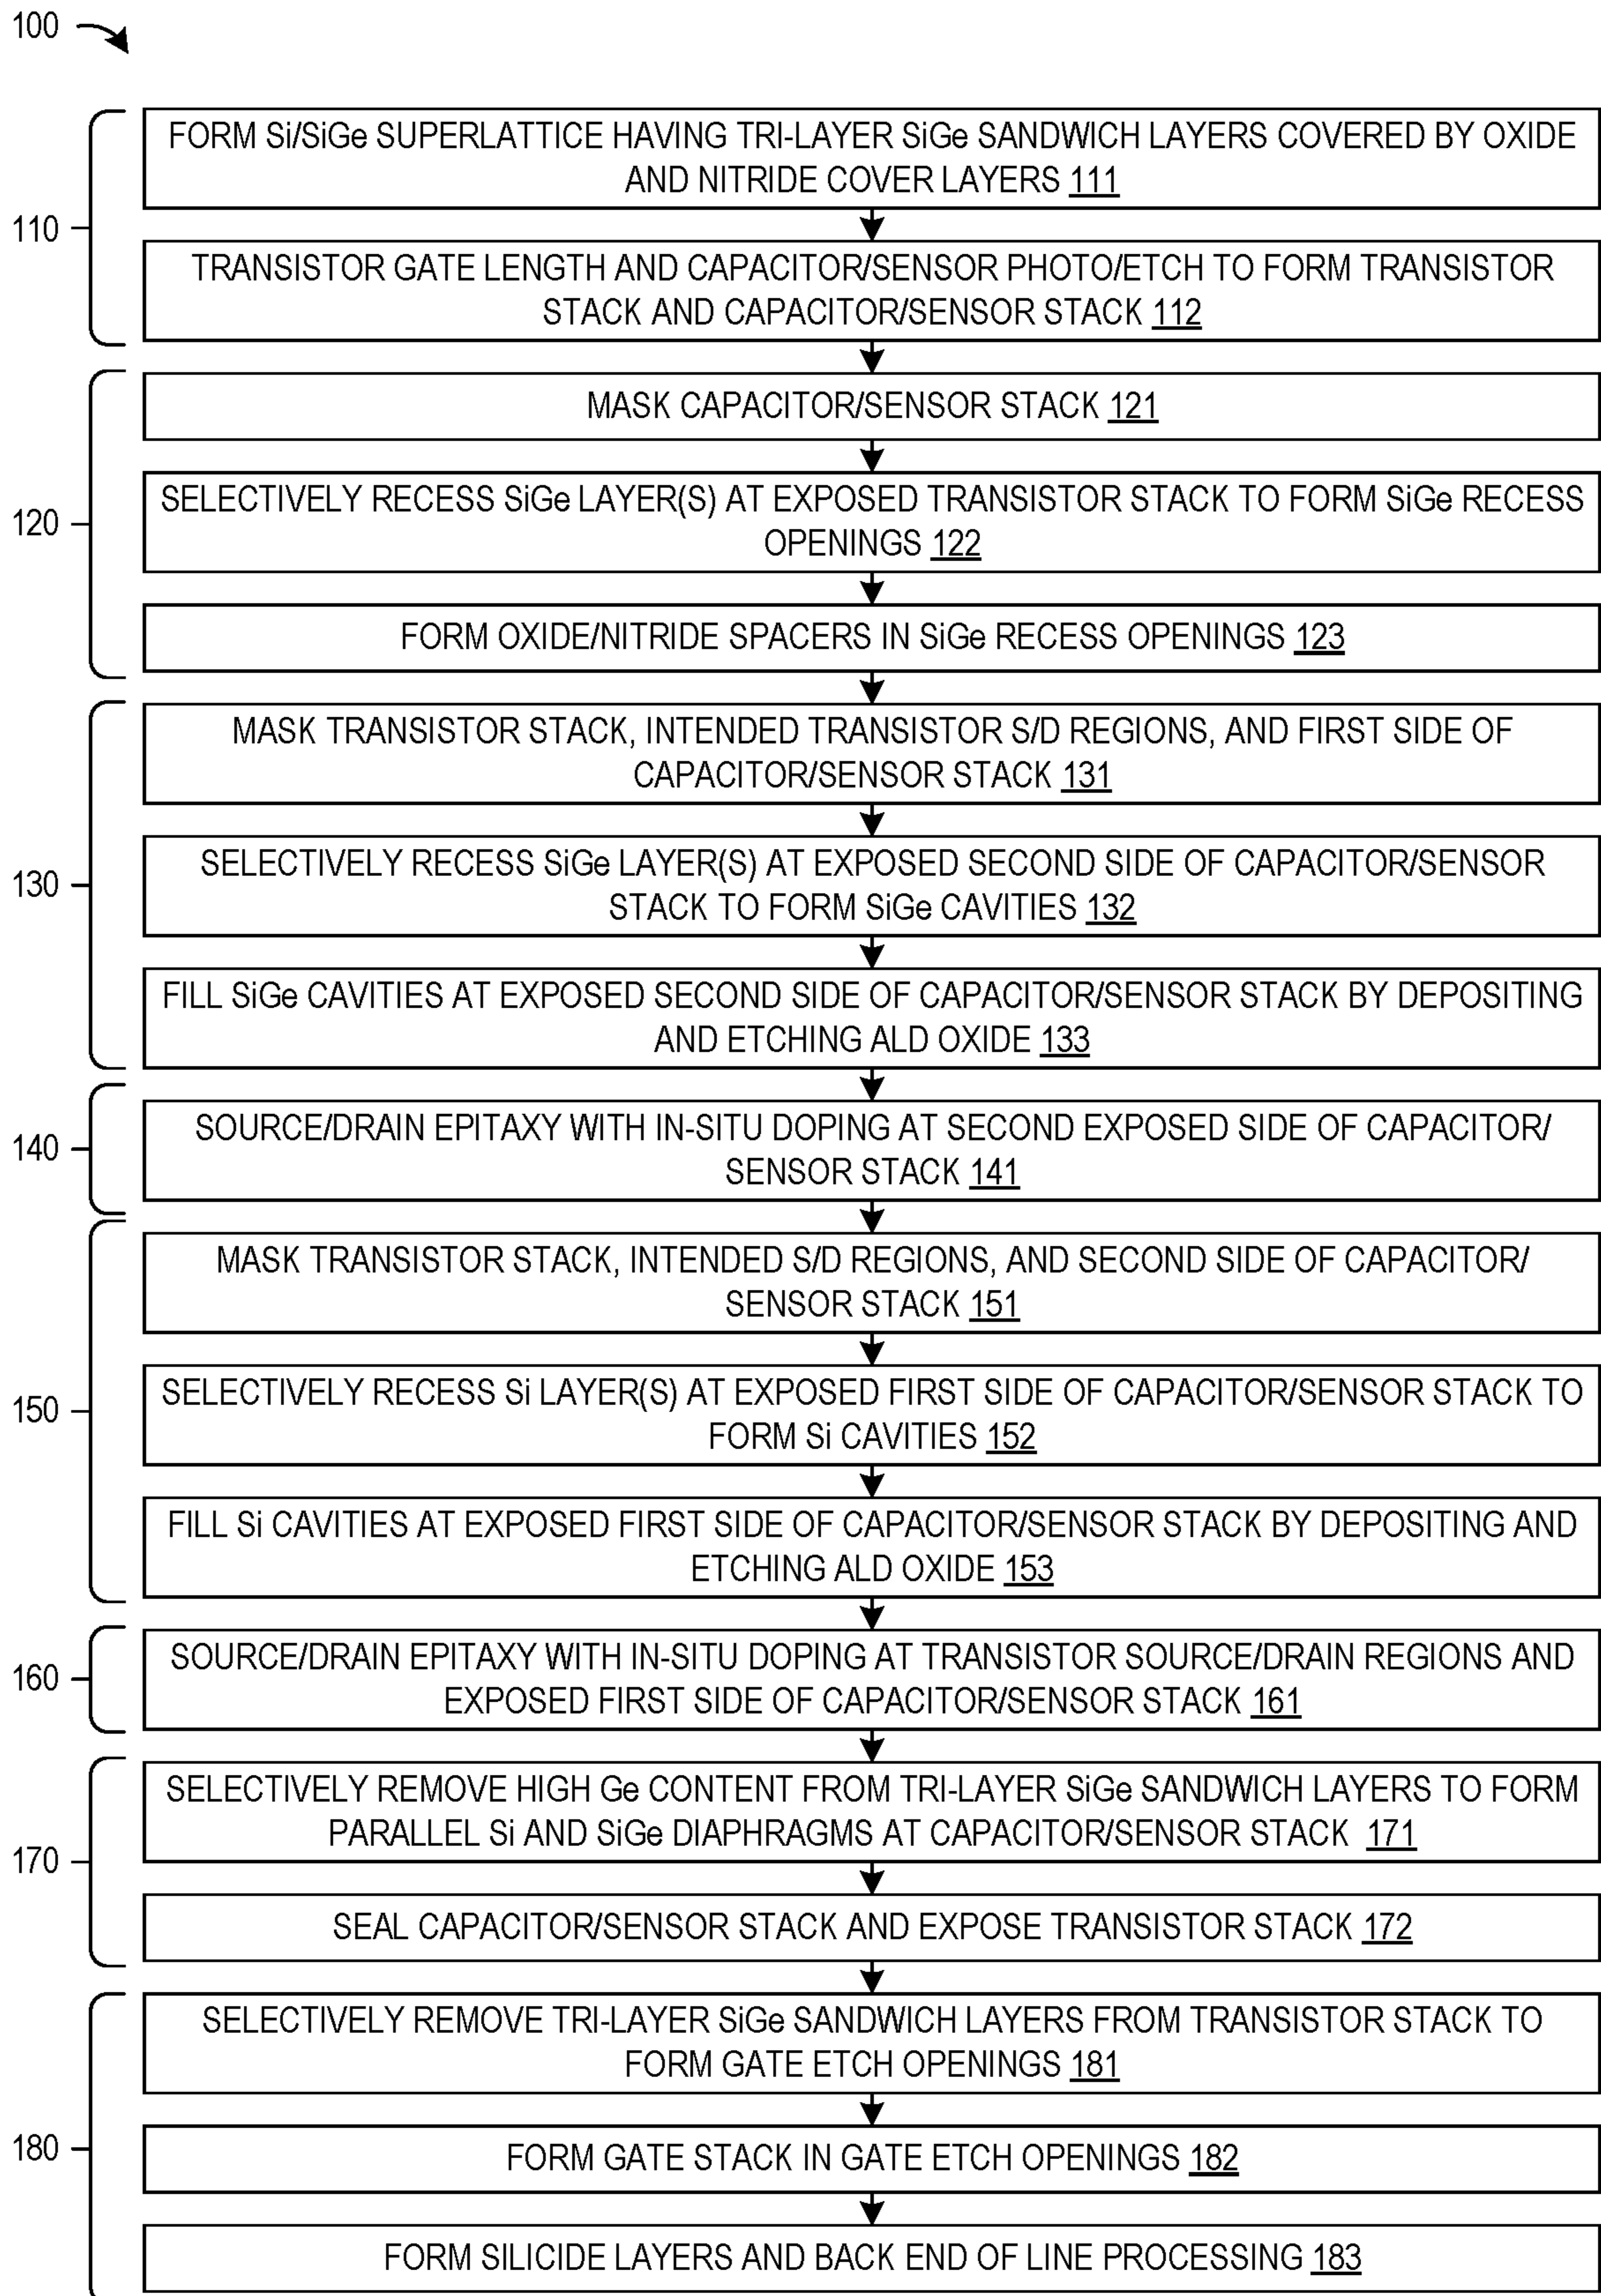 100
FORM Si/SiGe SUPERLATTICE HAVING TRI-LAYER SiGe SANDWICH LAYERS COVERED BY OXIDE
AND NITRIDE COVER LAYERS 111
110
TRANSISTOR GATE LENGTH AND CAPACITOR/SENSOR PHOTO/ETCH TO FORM TRANSISTOR
STACK AND CAPACITOR/SENSOR STACK 112
MASK CAPACITOR/SENSOR STACK 121
SELECTIVELY RECESS SiGe LAYER(S) AT EXPOSED TRANSISTOR STACK TO FORM SiGe RECESS
OPENINGS 122
120
FORM OXIDE/NITRIDE SPACERS IN SiGe RECESS OPENINGS 123
MASK TRANSISTOR STACK, INTENDED TRANSISTOR S/D REGIONS, AND FIRST SIDE OF
CAPACITOR/SENSOR STACK 131
SELECTIVELY RECESS SiGe LAYER(S) AT EXPOSED SECOND SIDE OF CAPACITOR/SENSOR
STACK TO FORM SiGe CAVITIES 132
130
FILL SiGe CAVITIES AT EXPOSED SECOND SIDE OF CAPACITOR/SENSOR STACK BY DEPOSITING
AND ETCHING ALD OXIDE 133
SOURCE/DRAIN EPITAXY WITH IN-SITU DOPING AT SECOND EXPOSED SIDE OF CAPACITOR/
SENSOR STACK 141
140
MASK TRANSISTOR STACK, INTENDED S/D REGIONS, AND SECOND SIDE OF CAPACITOR/
SENSOR STACK 151
SELECTIVELY RECESS Si LAYER(S) AT EXPOSED FIRST SIDE OF CAPACITOR/SENSOR STACK TO
FORM Si CAVITIES 152
150
FILL Si CAVITIES AT EXPOSED FIRST SIDE OF CAPACITOR/SENSOR STACK BY DEPOSITING AND
ETCHING ALD OXIDE 153
SOURCE/DRAIN EPITAXY WITH IN-SITU DOPING AT TRANSISTOR SOURCE/DRAIN REGIONS AND
EXPOSED FIRST SIDE OF CAPACITOR/SENSOR STACK 161
160
SELECTIVELY REMOVE HIGH Ge CONTENT FROM TRI-LAYER SiGe SANDWICH LAYERS TO FORM
PARALLEL Si AND SiGe DIAPHRAGMS AT CAPACITOR/SENSOR STACK 171
170
SEAL CAPACITOR/SENSOR STACK AND EXPOSE TRANSISTOR STACK 172
SELECTIVELY REMOVE TRI-LAYER SiGe SANDWICH LAYERS FROM TRANSISTOR STACK TO
FORM GATE ETCH OPENINGS 181
180
FORM GATE STACK IN GATE ETCH OPENINGS 182
FORM SILICIDE LAYERS AND BACK END OF LINE PROCESSING 183